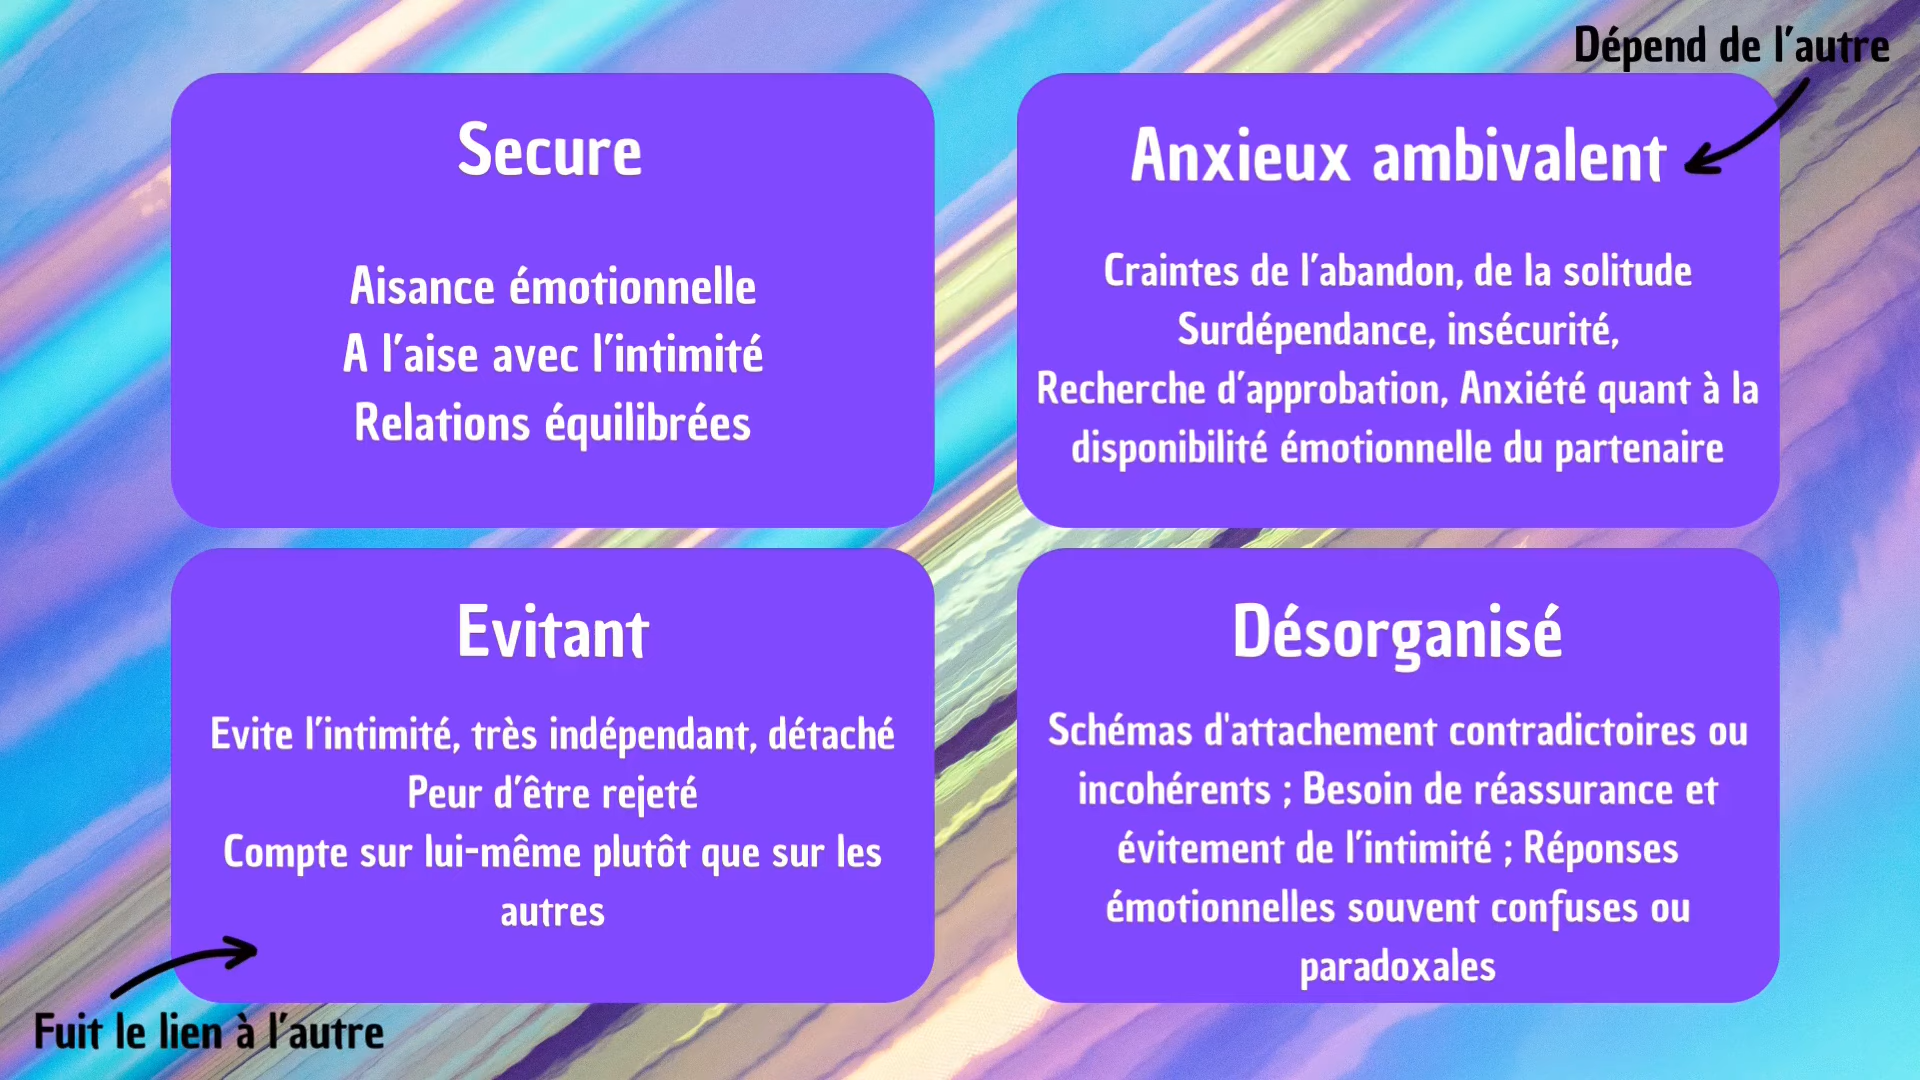 Dépend de l'autre
Secure
Aisance émotionnelle
A l'aise avec l'intimité
Relations équilibrées
Anxieux ambivalent
Craintes de l'abandon, de la solitude
Surdépendance, insécurité,
Recherche d'approbation, Anxiété quant à la
disponibilité émotionnelle du partenaire
Evitant
Evite l'intimité, très indépendant, détaché
Peur d'être rejeté
Compte sur lui-même plutôt que sur les
autres
Fuit le lien à l'autre
Désorganisé
Schémas d'attachement contradictoires ou
incohérents ; Besoin de réassurance et
évitement de l'intimité ; Réponses
émotionnelles souvent confuses ou
paradoxales